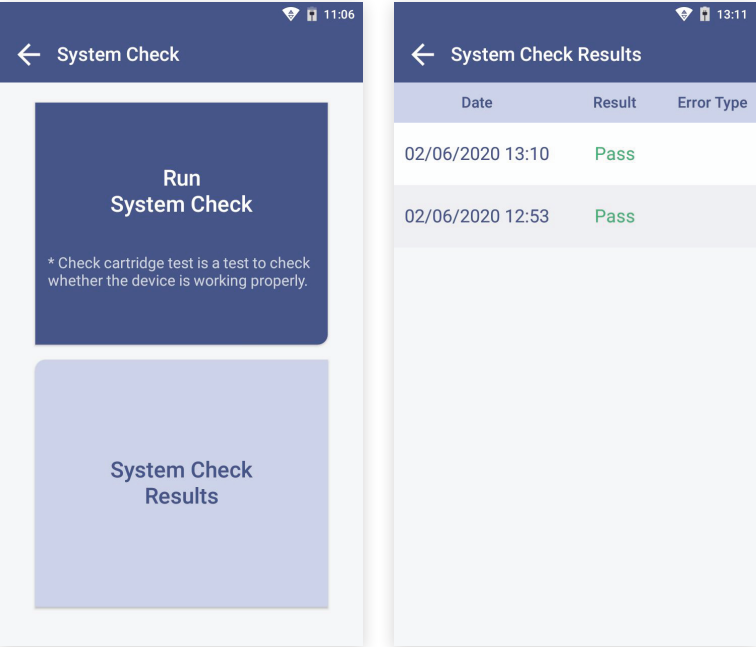 11:06
System Check
Run
System Check
* Check cartridge test is a test to check
whether the device is working properly.
System Check
Results
13:11
System Check Results
Date Result Error Type
02/06/2020 13:10 Pass
02/06/2020 12:53 Pass